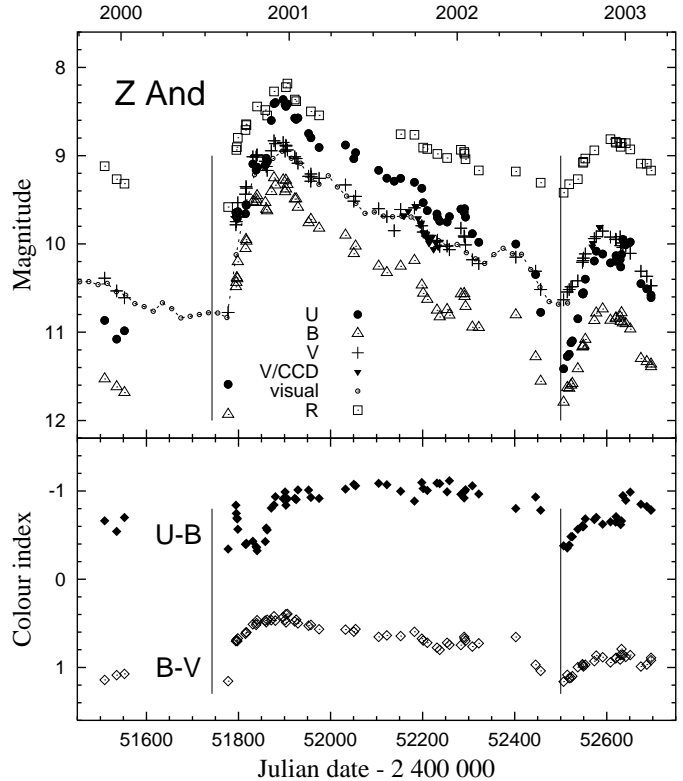 2000 2001 2002 2003
8
Z And
9
10
11
12
Magnitude
U
B
V
V/CCD
visual
R
-1
U-B
0
B-V
1
Colour index
51600 51800 52000 52200 52400 52600
Julian date - 2 400 000